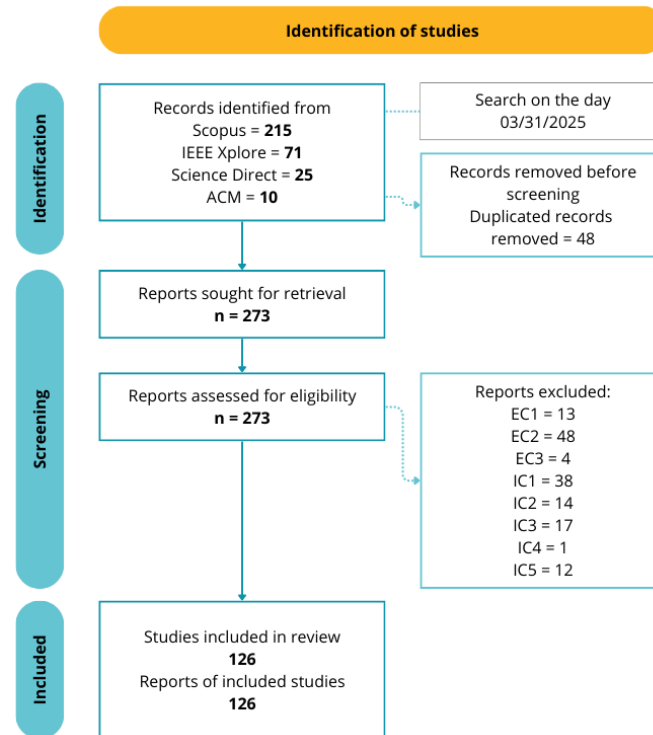 Identification of studies
Identification
Records identified from
Scopus = 215
IEEE Xplore = 71
Science Direct = 25
ACM = 10
Search on the day
03/31/2025
Records removed before
screening
Duplicated records
removed = 48
Screening
Reports sought for retrieval
n = 273
Reports assessed for eligibility
n = 273
Reports excluded:
EC1 = 13
EC2 = 48
EC3 = 4
IC1 = 38
IC2 = 14
IC3 = 17
IC4 = 1
IC5 = 12
Included
Studies included in review
126
Reports of included studies
126